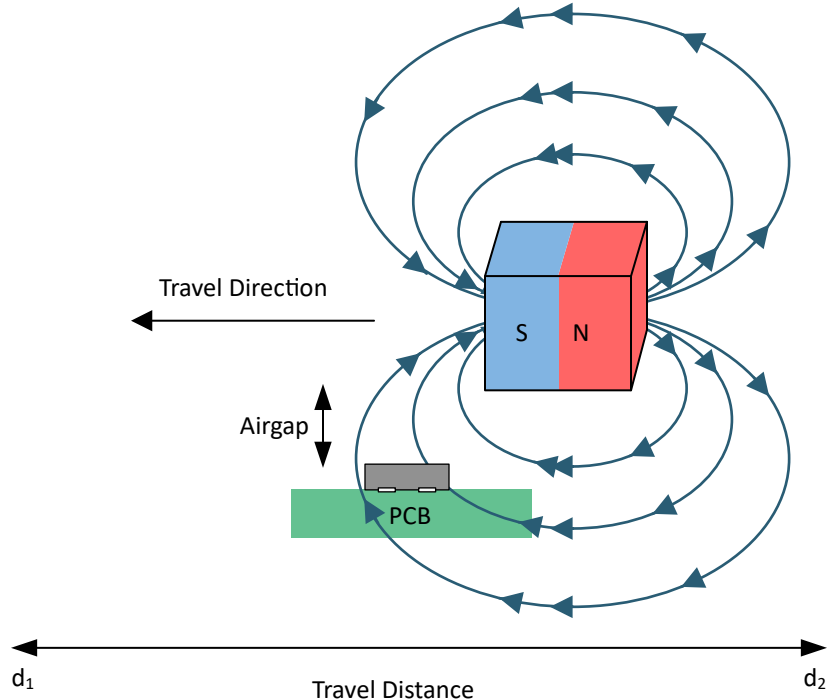 Travel Direction
S N
Airgap
PCB
d₁ d₂
Travel Distance